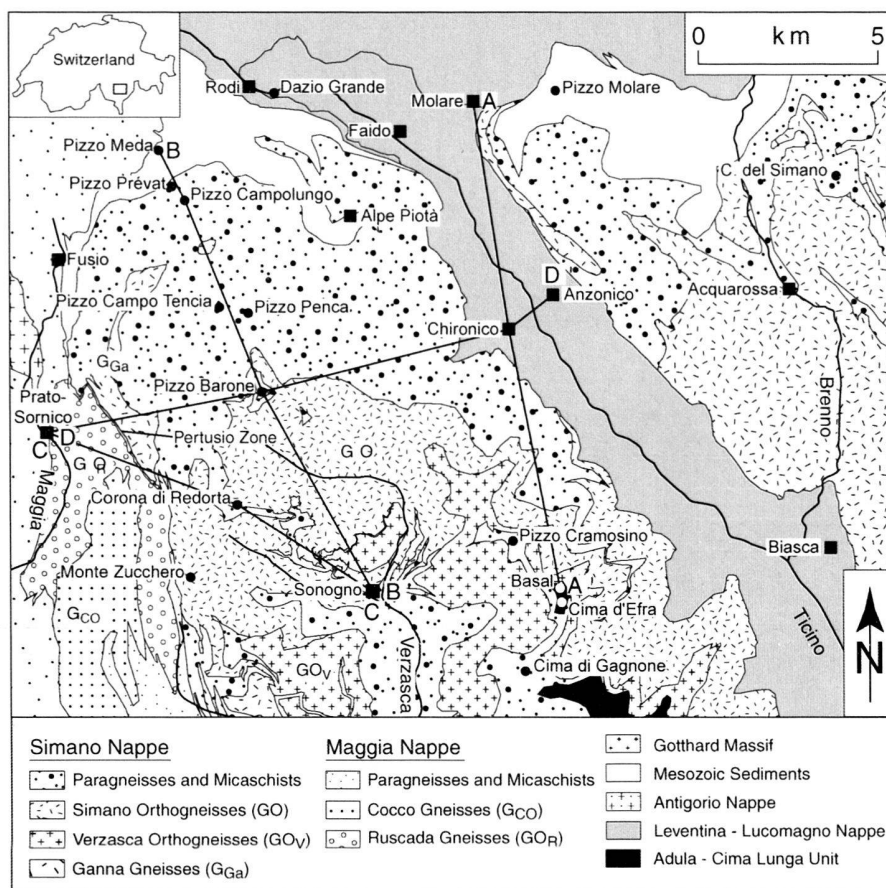 Switzerland
0 km 5
Rodi
Dazio Grande
Molare
A
Pizzo Molare
Faido
Pizzo Meda
B
C. del Simano
Pizzo Prévat
Pizzo Campolungo
Alpe Piotà
Fusio
D
Anzonico
Acquarossa
Pizzo Campo Tencia
Pizzo Penca
Chironico
GGa
Pizzo Barone
Brenno
Prato-
Sornico
D
Pertusio Zone
C
G O
G O
Maggia
Corona di Redorta
Pizzo Cramosino
Biasca
Monte Zucchero
Basal
A
Sonogno
B
C
Cima d'Efra
GCO
Verzasca
Ticino
N
GOV
Cima di Gagnone
Simano Nappe
Paragneisses and Micaschists
Simano Orthogneisses (GO)
Verzasca Orthogneisses (GOV)
Ganna Gneisses (GGa)
Maggia Nappe
Paragneisses and Micaschists
Cocco Gneisses (GCO)
Ruscada Gneisses (GOR)
Gotthard Massif
Mesozoic Sediments
Antigorio Nappe
Leventina - Lucomagno Nappe
Adula - Cima Lunga Unit